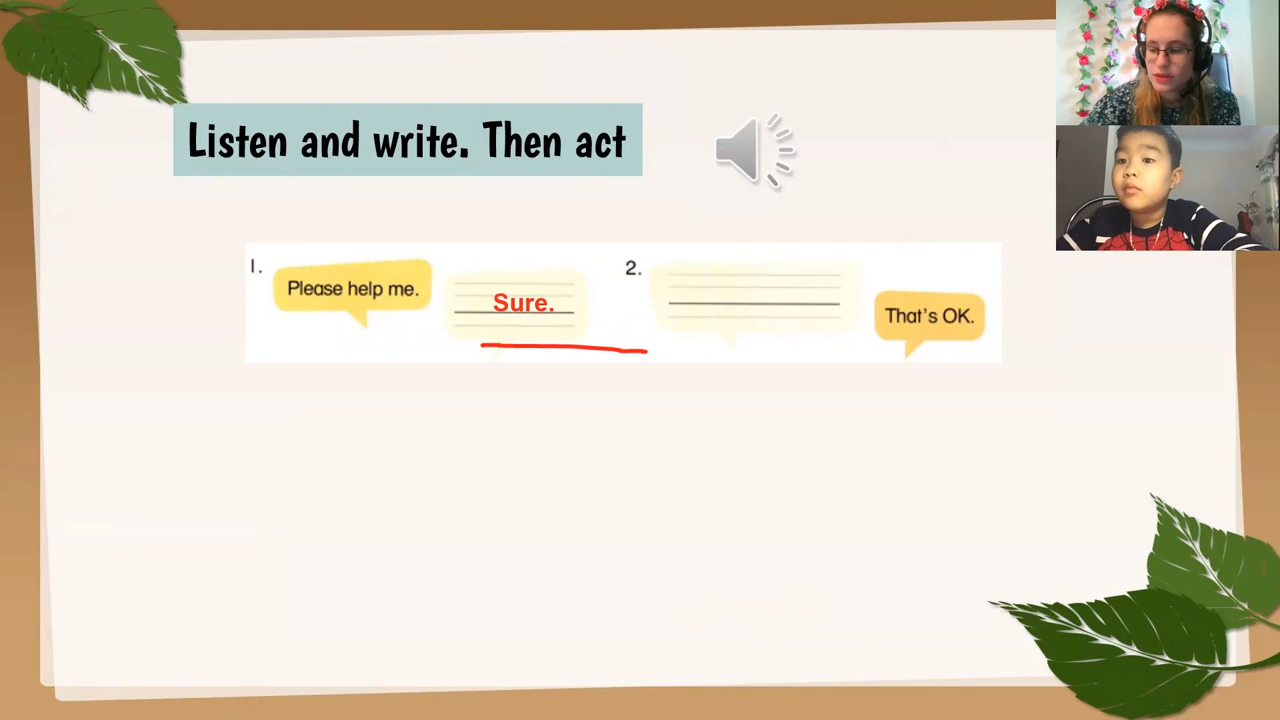 Listen and write. Then act
1.
Please help me.
Sure.
2.
That's OK.